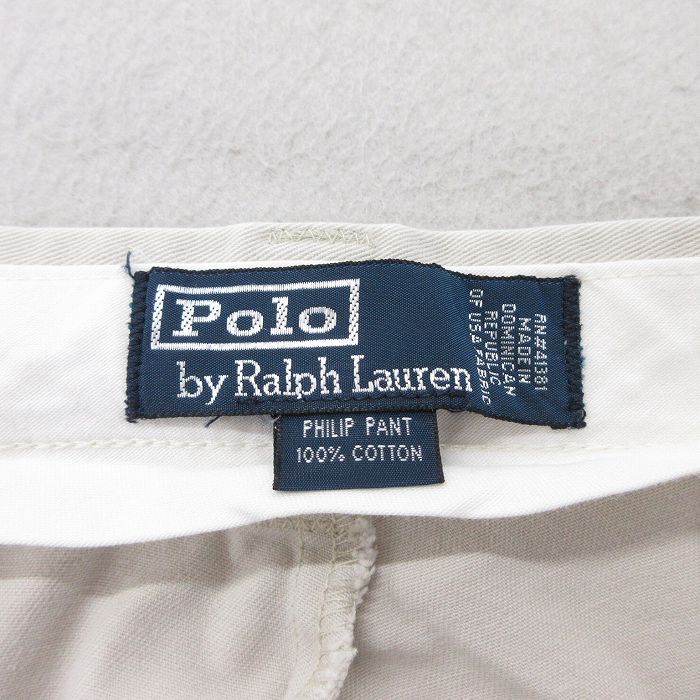 Polo
by Ralph Lauren
RN#41381
MADE IN
DOMINICAN
REPUBLIC
OF USA FABRIC
PHILIP PANT
100% COTTON